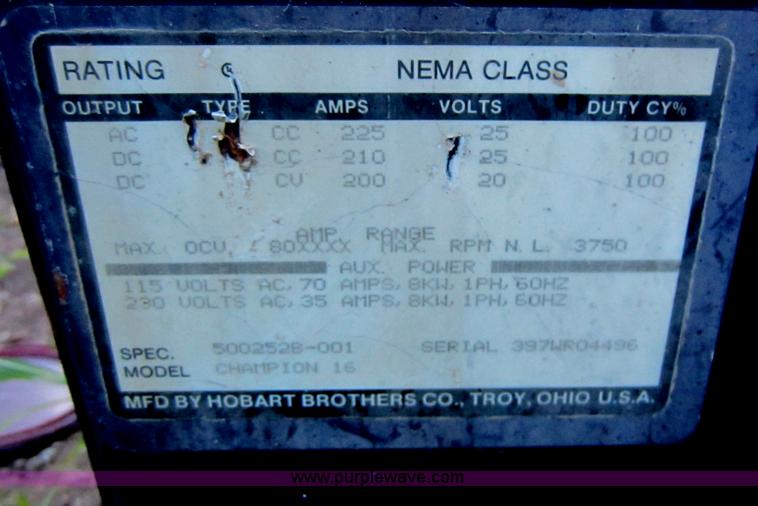 RATING NEMA CLASS
OUTPUT TYPE AMPS VOLTS DUTY CY%
AC CC 225 25 100
DC CC 210 25 100
DC CV 200 20 100
AMP RANGE
MAX. OCV 80XXXX MAX. RPM N.L. 3750
AUX. POWER
115 VOLTS AC, 70 AMPS, 8KW, 1PH, 60HZ
230 VOLTS AC, 35 AMPS, 8KW, 1PH, 60HZ
SPEC. 500252B-001 SERIAL 397WR04496
MODEL CHAMPION 16
MFD BY HOBART BROTHERS CO., TROY, OHIO U.S.A.
www.purplewave.com